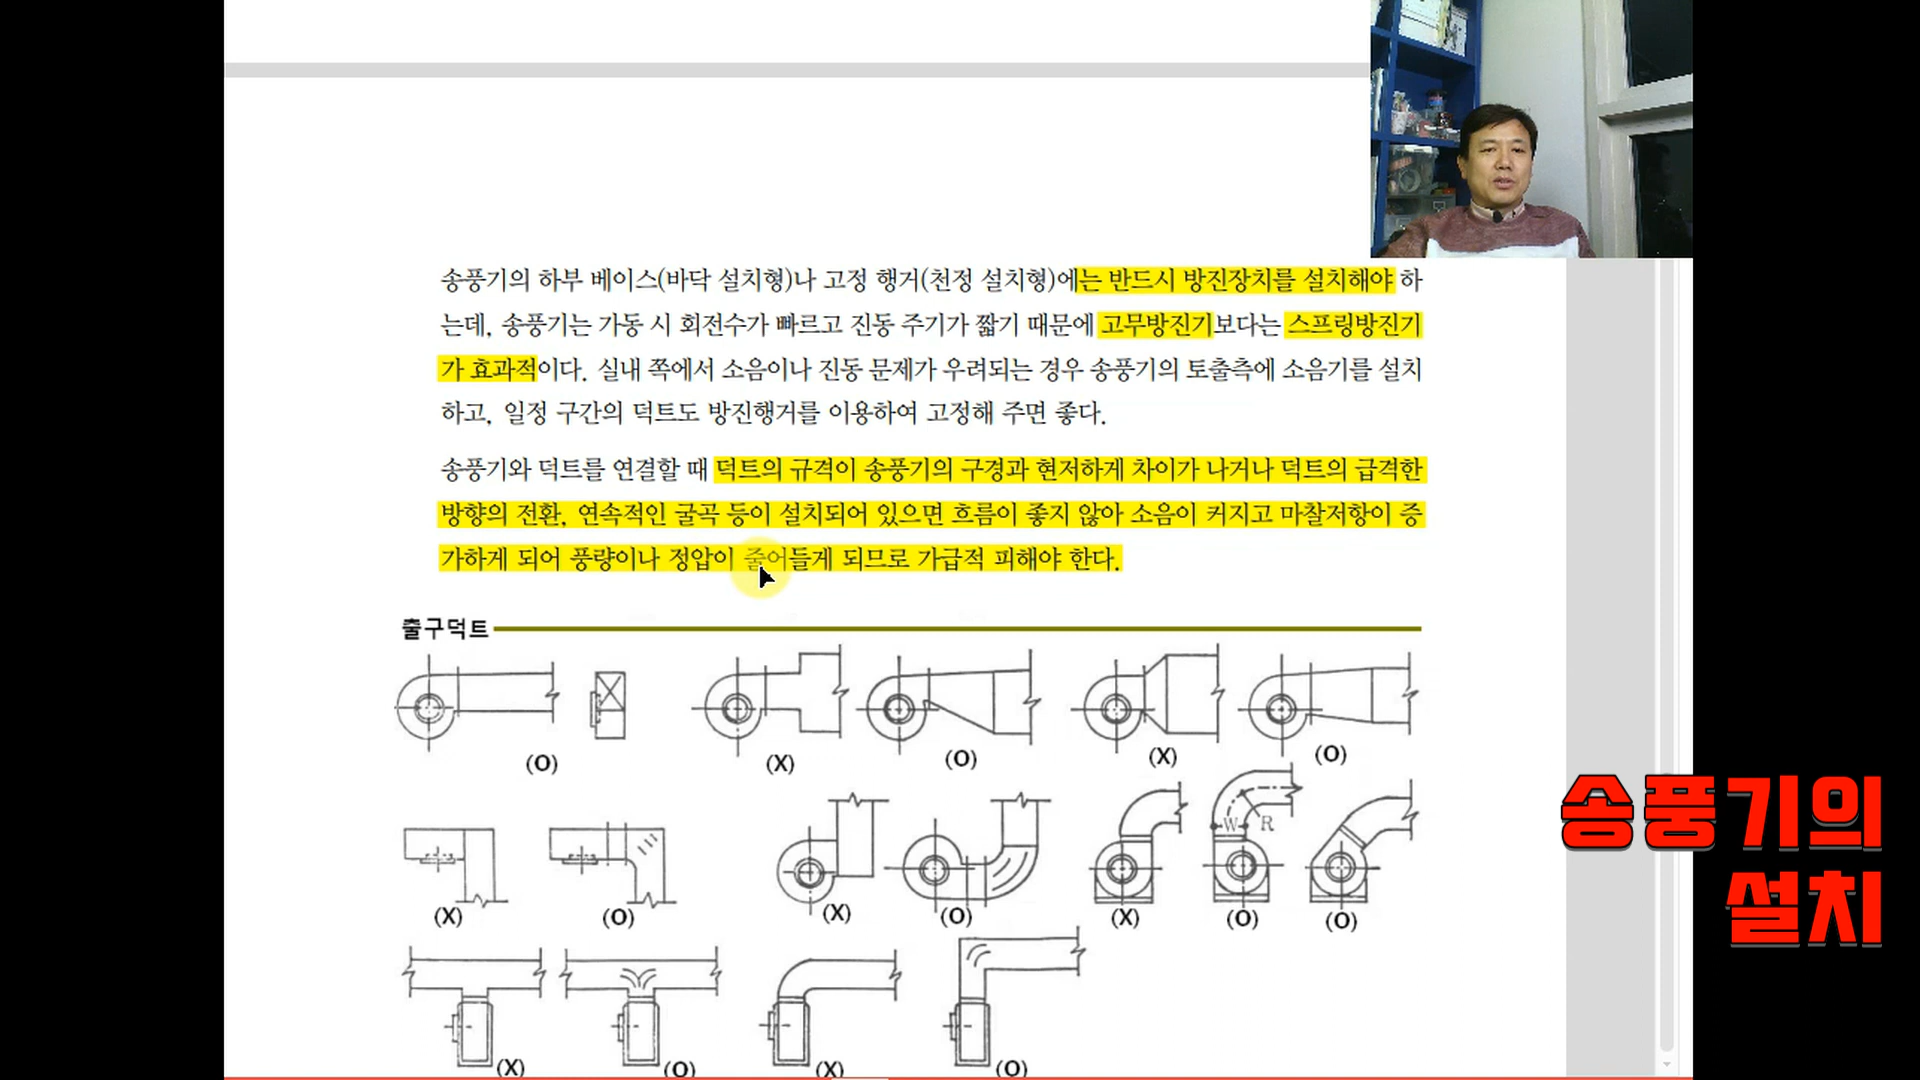 송풍기의 하부 베이스(바닥 설치형)나 고정 행거(천정 설치형)에는 반드시 방진장치를 설치해야 하
는데, 송풍기는 가동 시 회전수가 빠르고 진동 주기가 짧기 때문에 고무방진기보다는 스프링방진기
가 효과적이다. 실내 쪽에서 소음이나 진동 문제가 우려되는 경우 송풍기의 토출측에 소음기를 설치
하고, 일정 구간의 덕트도 방진행거를 이용하여 고정해 주면 좋다.
송풍기와 덕트를 연결할 때 덕트의 규격이 송풍기의 구경과 현저하게 차이가 나거나 덕트의 급격한
방향의 전환, 연속적인 굴곡 등이 설치되어 있으면 흐름이 좋지 않아 소음이 커지고 마찰저항이 증
가하게 되어 풍량이나 정압이 줄어들게 되므로 가급적 피해야 한다.
출구덕트
(O) (X) (O) (X) (O)
W R
(X) (O) (X) (O) (X) (O) (O)
(X) (O) (X) (O)
송풍기의
설치